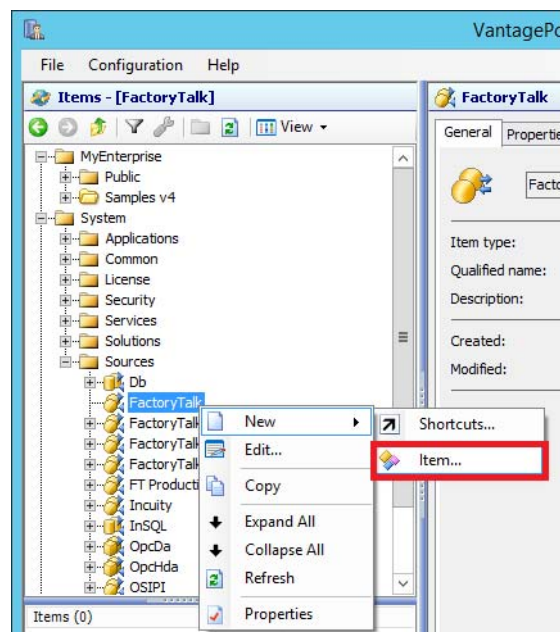 VantagePo
File Configuration Help
Items - [FactoryTalk]
View
MyEnterprise
Public
Samples v4
System
Applications
Common
License
Security
Services
Solutions
Sources
Db
FactoryTalk
FactoryTalk
FactoryTalk
FactoryTalk
FT Producti
Incuity
InSQL
OpcDa
OpcHda
OSIPI
Items (0)
New
Edit...
Copy
Expand All
Collapse All
Refresh
Properties
Shortcuts...
Item...
FactoryTalk
General Propertie
Facto
Item type:
Qualified name:
Description:
Created:
Modified: